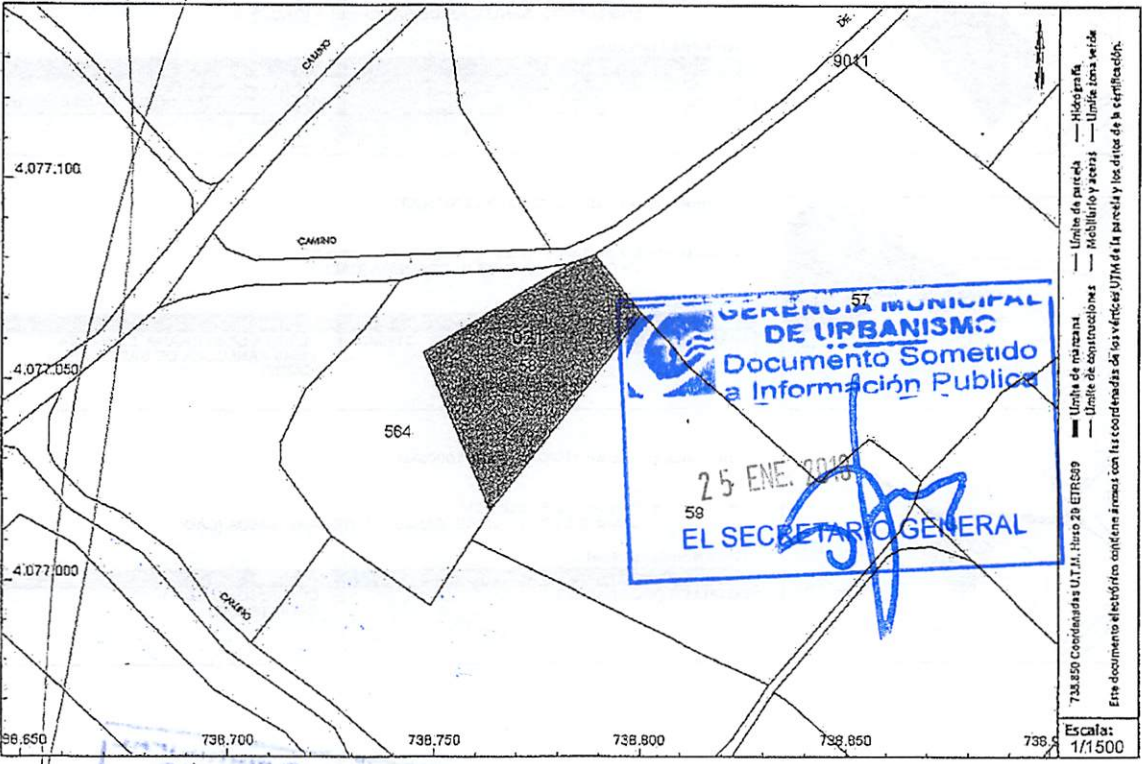 DE
9011
CAMINO
4.077.100
CAMINO
57
GERENCIA MUNICIPAL
DE URBANISMO
Documento Sometido
a Información Publica
4.077.050
564
25 ENE.
59
EL SECRETARIO GENERAL
4.077.000
CAMINO
738.700
738.750
738.800
738.850
Escala:
1/1500
738.850 Coordenadas U.T.M. Huso 29 ETRS89
Límite de manzana
Límite de parcela
Hidrografía
Límite de construcciones
Mobiliario y aceras
Límite zona verde
Este documento electrónico contiene áreas con las coordenadas de los vértices UTM de la parcela y los datos de la certificación.